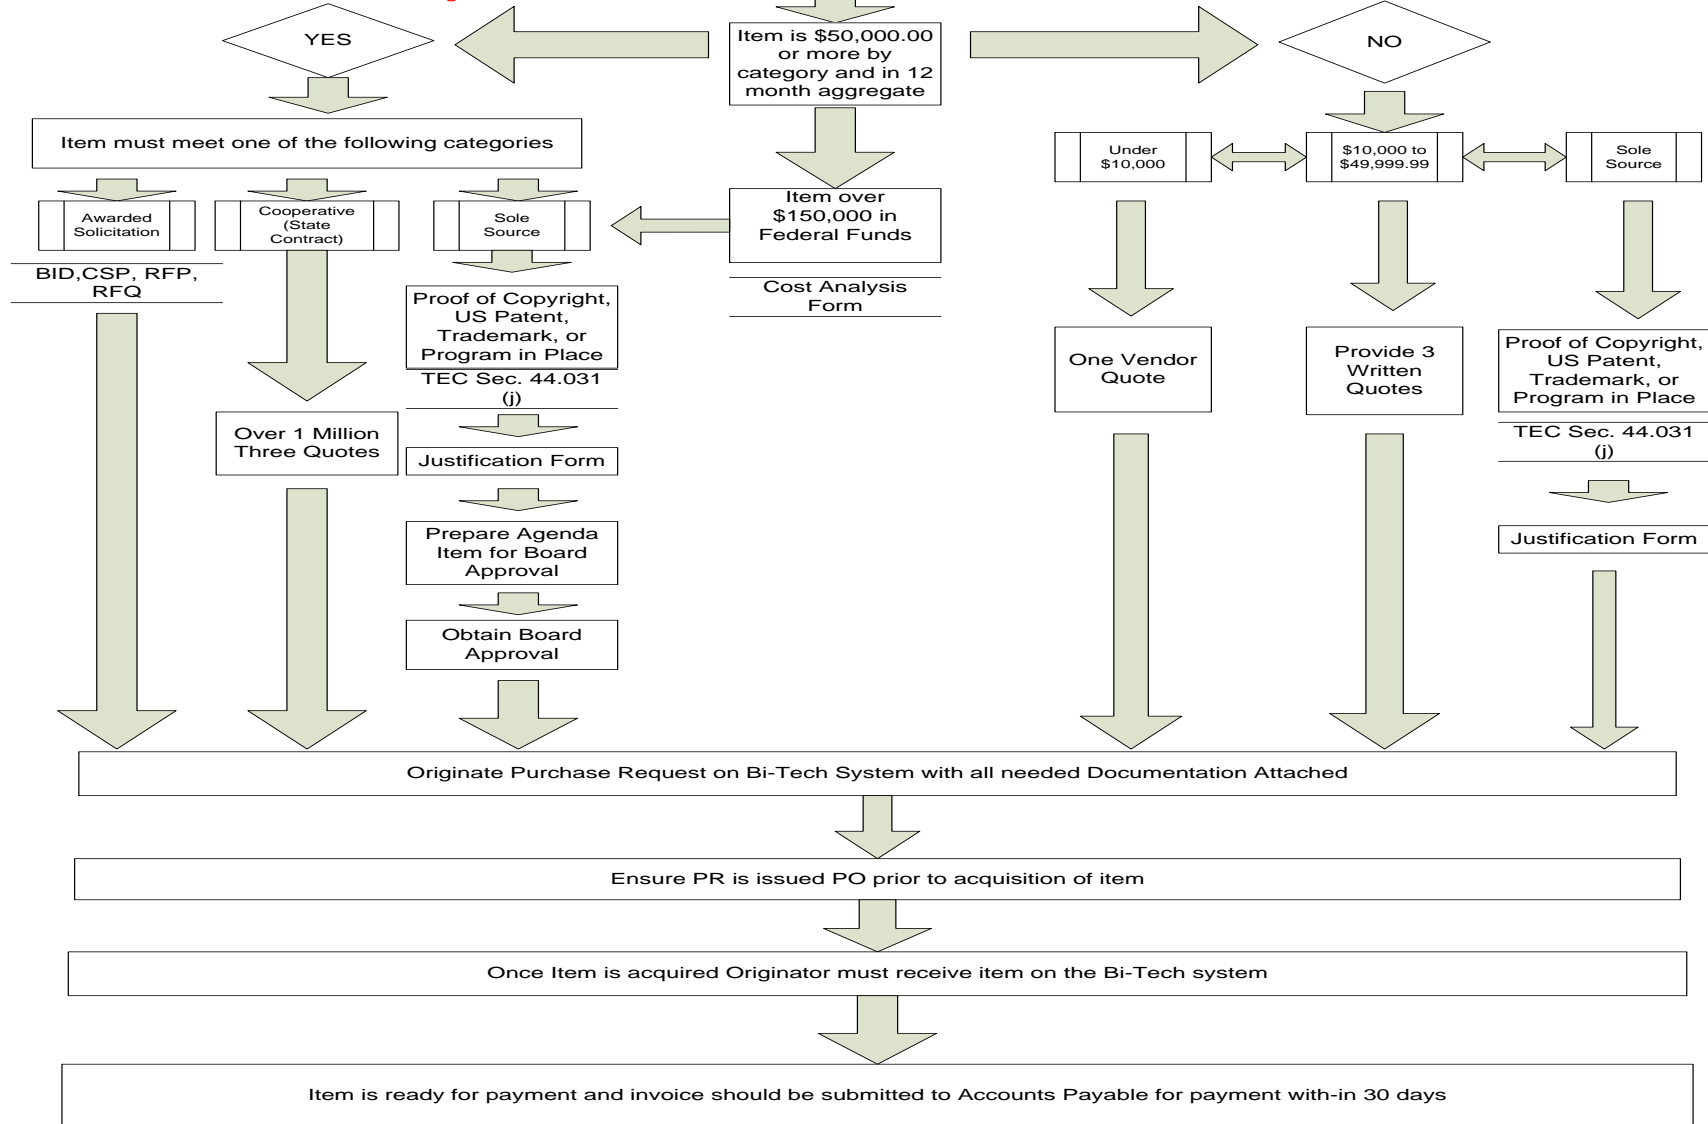 YES
Item is $50,000.00
or more by
category and in 12
month aggregate
NO
Item must meet one of the following categories
Under
$10,000
$10,000 to
$49,999.99
Sole
Source
Awarded
Solicitation
Cooperative
(State
Contract)
Sole
Source
Item over
$150,000 in
Federal Funds
BID,CSP, RFP,
RFQ
Cost Analysis
Form
Proof of Copyright,
US Patent,
Trademark, or
Program in Place
TEC Sec. 44.031
(j)
One Vendor
Quote
Provide 3
Written
Quotes
Proof of Copyright,
US Patent,
Trademark, or
Program in Place
TEC Sec. 44.031
(j)
Over 1 Million
Three Quotes
Justification Form
Prepare Agenda
Item for Board
Approval
Justification Form
Obtain Board
Approval
Originate Purchase Request on Bi-Tech System with all needed Documentation Attached
Ensure PR is issued PO prior to acquisition of item
Once Item is acquired Originator must receive item on the Bi-Tech system
Item is ready for payment and invoice should be submitted to Accounts Payable for payment with-in 30 days